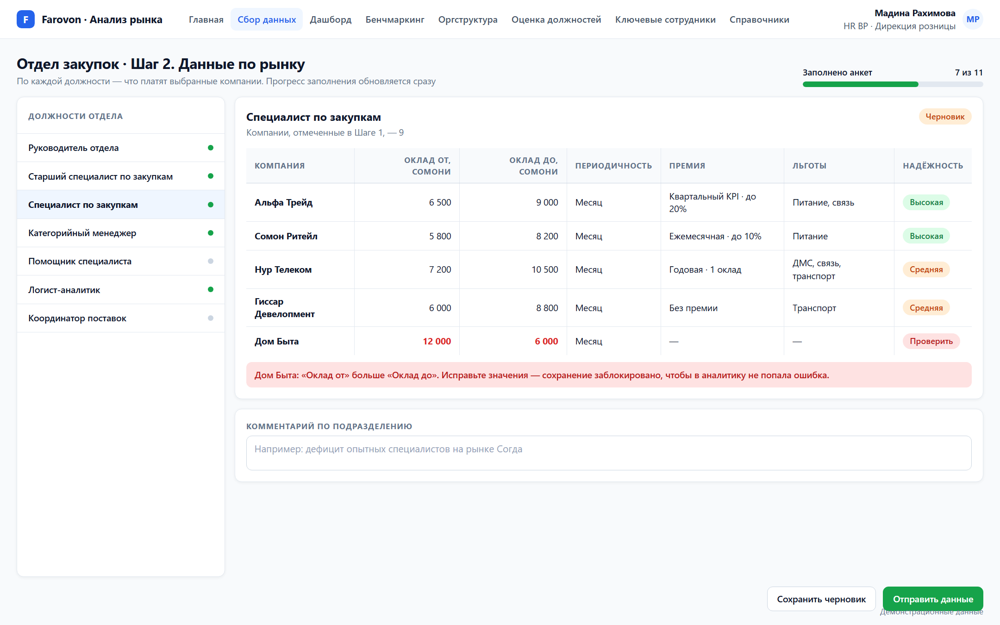 F
Farovon · Анализ рынка
Главная
Сбор данных
Дашборд
Бенчмаркинг
Оргструктура
Оценка должностей
Ключевые сотрудники
Справочники
Мадина Рахимова
HR BP · Дирекция розницы
МР
Отдел закупок · Шаг 2. Данные по рынку
По каждой должности — что платят выбранные компании. Прогресс заполнения обновляется сразу
Заполнено анкет
7 из 11
ДОЛЖНОСТИ ОТДЕЛА
Руководитель отдела
Старший специалист по закупкам
Специалист по закупкам
Категорийный менеджер
Помощник специалиста
Логист-аналитик
Координатор поставок
Специалист по закупкам
Черновик
Компании, отмеченные в Шаге 1, — 9
КОМПАНИЯ
ОКЛАД ОТ,
СОМОНИ
ОКЛАД ДО,
СОМОНИ
ПЕРИОДИЧНОСТЬ
ПРЕМИЯ
ЛЬГОТЫ
НАДЁЖНОСТЬ
Альфа Трейд
6 500
9 000
Месяц
Квартальный KPI · до
20%
Питание, связь
Высокая
Сомон Ритейл
5 800
8 200
Месяц
Ежемесячная · до 10%
Питание
Высокая
Нур Телеком
7 200
10 500
Месяц
Годовая · 1 оклад
ДМС, связь,
транспорт
Средняя
Гиссар
Девелопмент
6 000
8 800
Месяц
Без премии
Транспорт
Средняя
Дом Быта
12 000
6 000
Месяц
—
—
Проверить
Дом Быта: «Оклад от» больше «Оклад до». Исправьте значения — сохранение заблокировано, чтобы в аналитику не попала ошибка.
КОММЕНТАРИЙ ПО ПОДРАЗДЕЛЕНИЮ
Например: дефицит опытных специалистов на рынке Согда
Сохранить черновик
Отправить данные
Демонстрационные данные